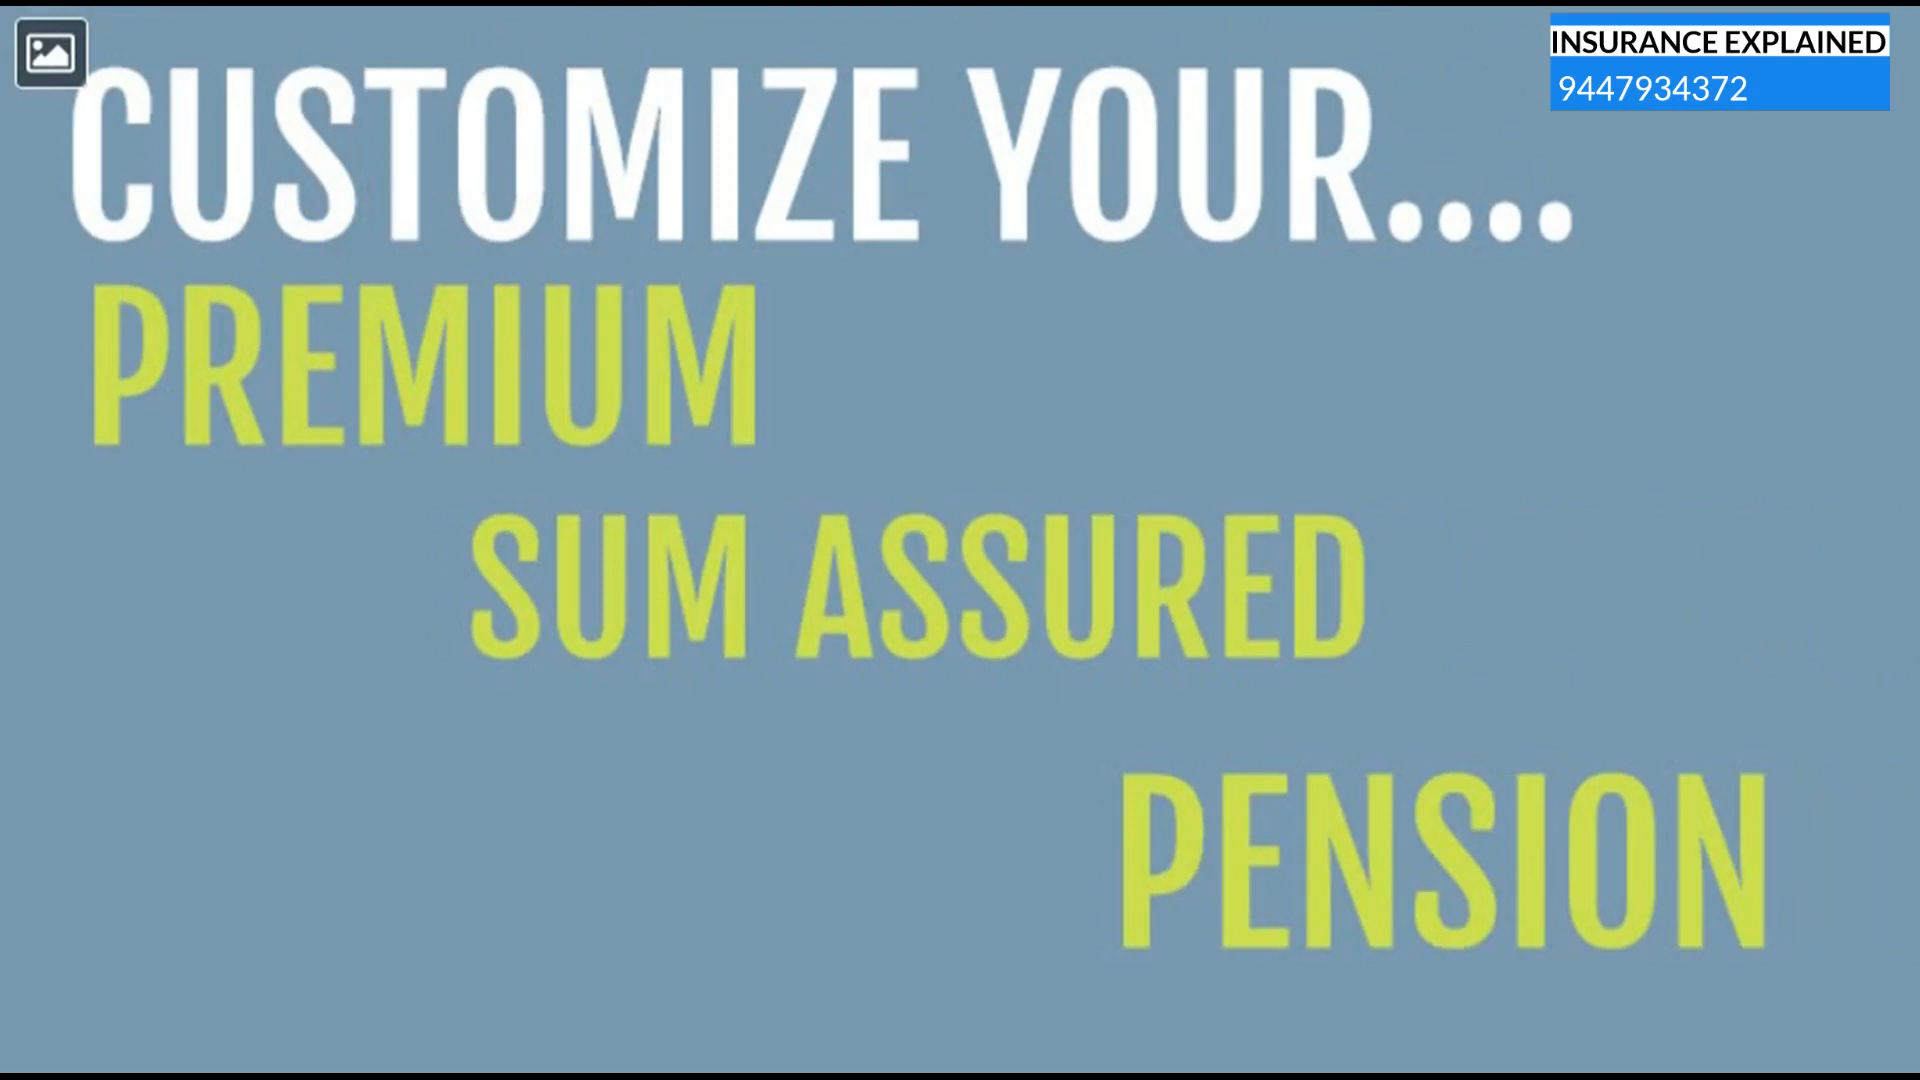 INSURANCE EXPLAINED
9447934372
CUSTOMIZE YOUR....
PREMIUM
SUM ASSURED
PENSION